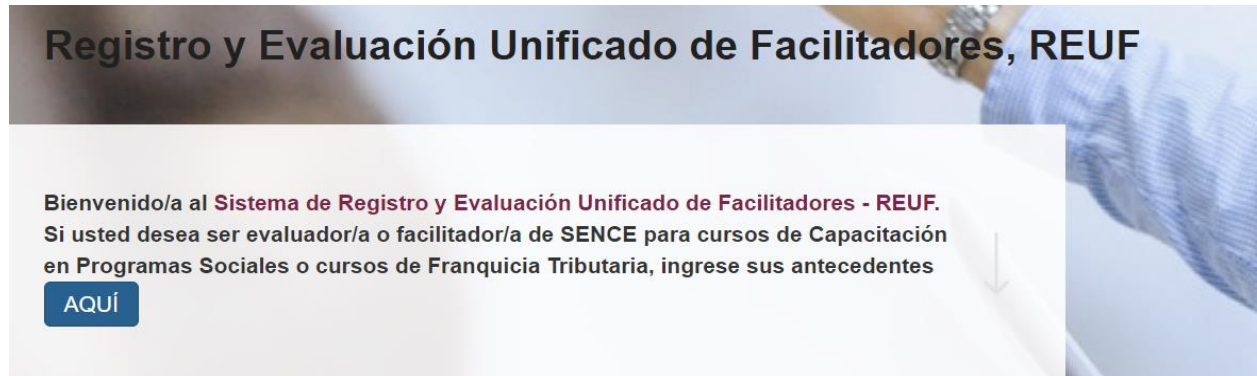 Registro y Evaluación Unificado de Facilitadores, REUF
Bienvenido/a al Sistema de Registro y Evaluación Unificado de Facilitadores - REUF.
Si usted desea ser evaluador/a o facilitador/a de SENCE para cursos de Capacitación
en Programas Sociales o cursos de Franquicia Tributaria, ingrese sus antecedentes
AQUÍ